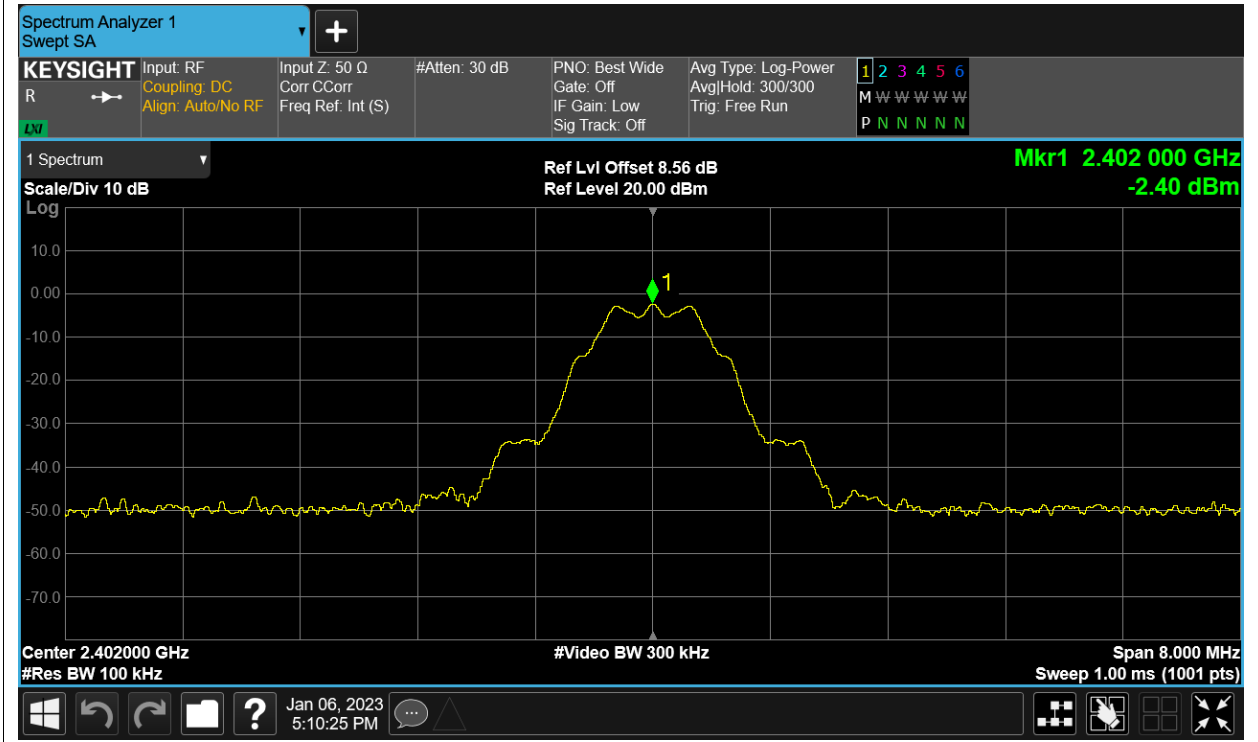 Spectrum Analyzer 1
Swept SA
KEYSIGHT
R
LXI
Input: RF
Coupling: DC
Align: Auto/No RF
Input Z: 50 Ω
Corr CCorr
Freq Ref: Int (S)
#Atten: 30 dB
PNO: Best Wide
Gate: Off
IF Gain: Low
Sig Track: Off
Avg Type: Log-Power
Avg|Hold: 300/300
Trig: Free Run
1 2 3 4 5 6
M W W W W W W
P N N N N N N
1 Spectrum
Scale/Div 10 dB
Log
Ref Lvl Offset 8.56 dB
Ref Level 20.00 dBm
Mkr1 2.402 000 GHz
-2.40 dBm
1
10.0
0.00
-10.0
-20.0
-30.0
-40.0
-50.0
-60.0
-70.0
Center 2.402000 GHz
#Res BW 100 kHz
#Video BW 300 kHz
Span 8.000 MHz
Sweep 1.00 ms (1001 pts)
?
Jan 06, 2023
5:10:25 PM